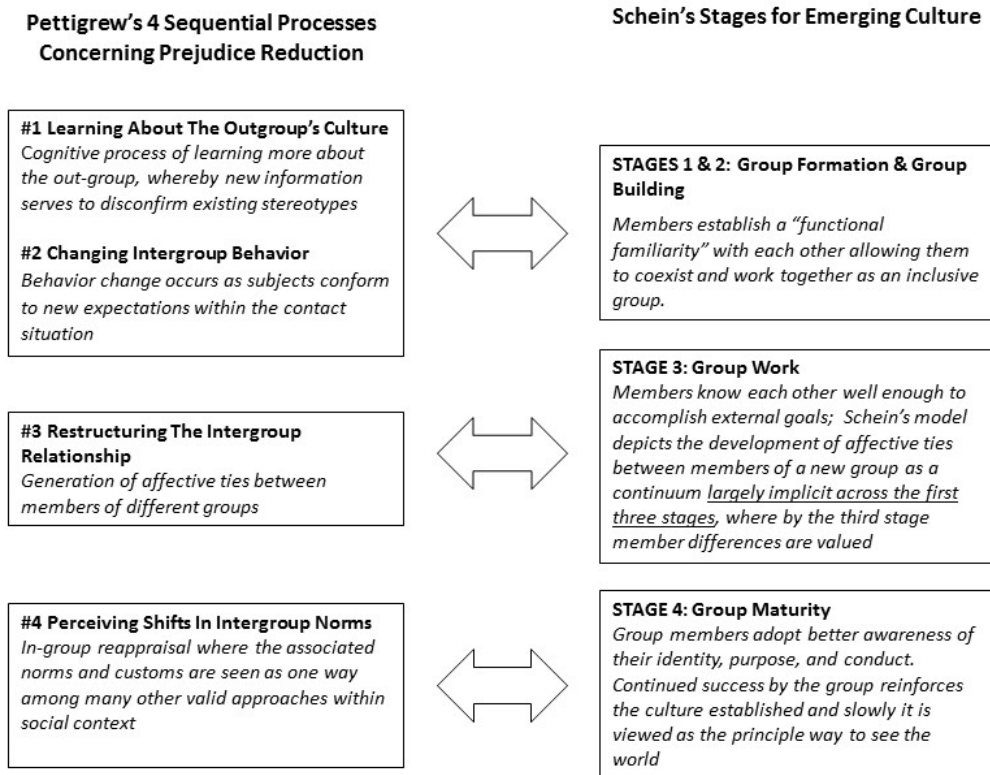 Pettigrew's 4 Sequential Processes
Concerning Prejudice Reduction
Schein's Stages for Emerging Culture
#1 Learning About The Outgroup's Culture
Cognitive process of learning more about
the out-group, whereby new information
serves to disconfirm existing stereotypes
#2 Changing Intergroup Behavior
Behavior change occurs as subjects conform
to new expectations within the contact
situation
STAGES 1 & 2: Group Formation & Group
Building
Members establish a “functional
familiarity” with each other allowing them
to coexist and work together as an inclusive
group.
#3 Restructuring The Intergroup
Relationship
Generation of affective ties between
members of different groups
STAGE 3: Group Work
Members know each other well enough to
accomplish external goals; Schein's model
depicts the development of affective ties
between members of a new group as a
continuum largely implicit across the first
three stages, where by the third stage
member differences are valued
#4 Perceiving Shifts In Intergroup Norms
In-group reappraisal where the associated
norms and customs are seen as one way
among many other valid approaches within
social context
STAGE 4: Group Maturity
Group members adopt better awareness of
their identity, purpose, and conduct.
Continued success by the group reinforces
the culture established and slowly it is
viewed as the principle way to see the
world